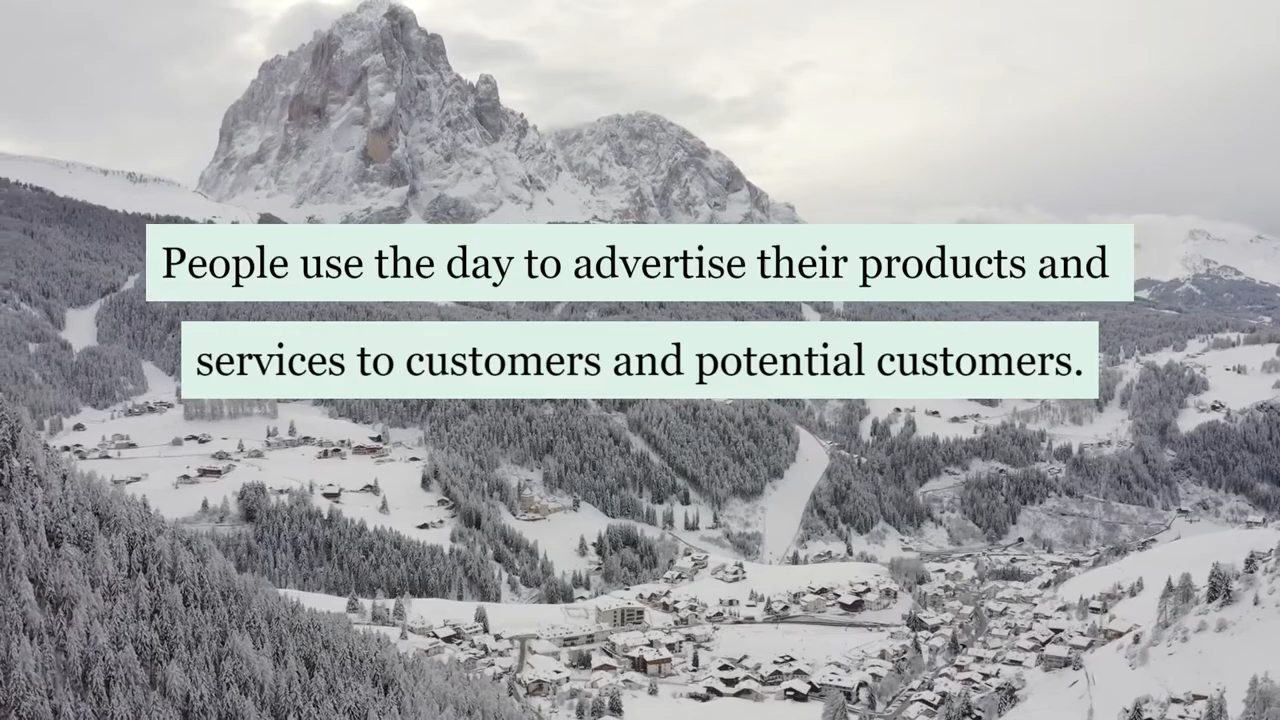 People use the day to advertise their products and
services to customers and potential customers.